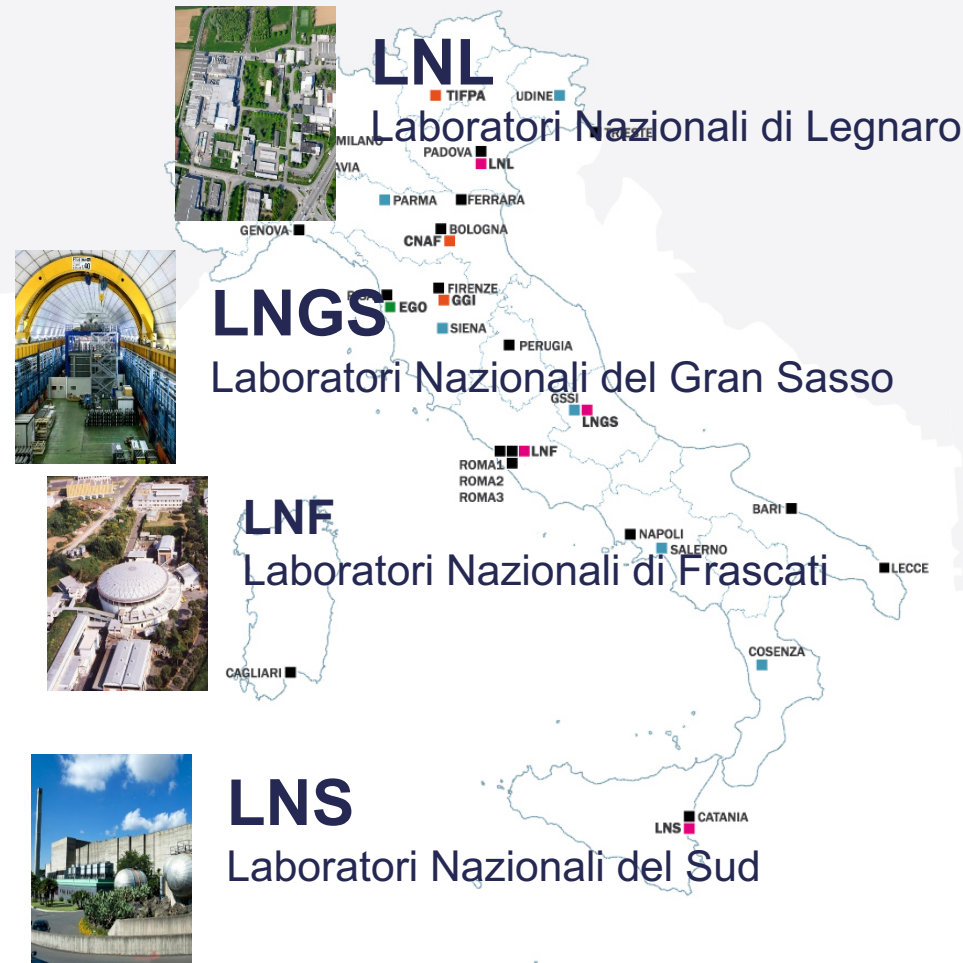 LNL
TIFPA
UDINE
Laboratori Nazionali di Legnaro
TRIESTE
MILANO
PADOVA
AVIA
LNL
PARMA
FERRARA
GENOVA
BOLOGNA
CNAF
FIRENZE
LNGS
GGI
EGO
SIENA
PERUGIA
Laboratori Nazionali del Gran Sasso
GSSI
LNGS
LNF
ROMA1
ROMA2
ROMA3
LNF
BARI
NAPOLI
SALERNO
Laboratori Nazionali di Frascati
LECCE
COSENZA
CAGLIARI
LNS
CATANIA
LNS
Laboratori Nazionali del Sud